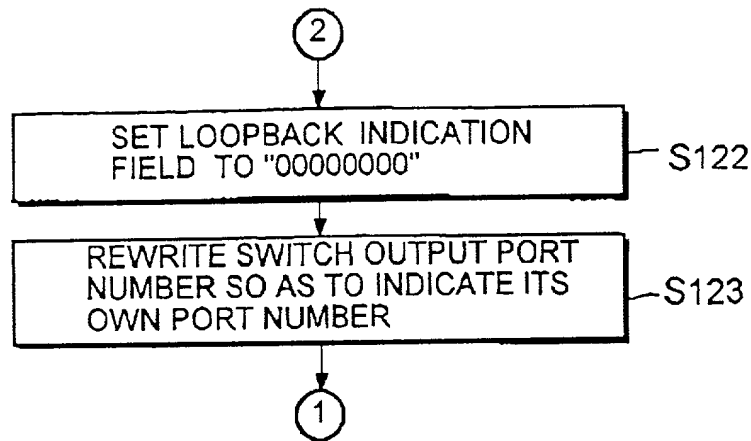 2
SET LOOPBACK INDICATION
FIELD TO "00000000"
S122
REWRITE SWITCH OUTPUT PORT
NUMBER SO AS TO INDICATE ITS
OWN PORT NUMBER
S123
1